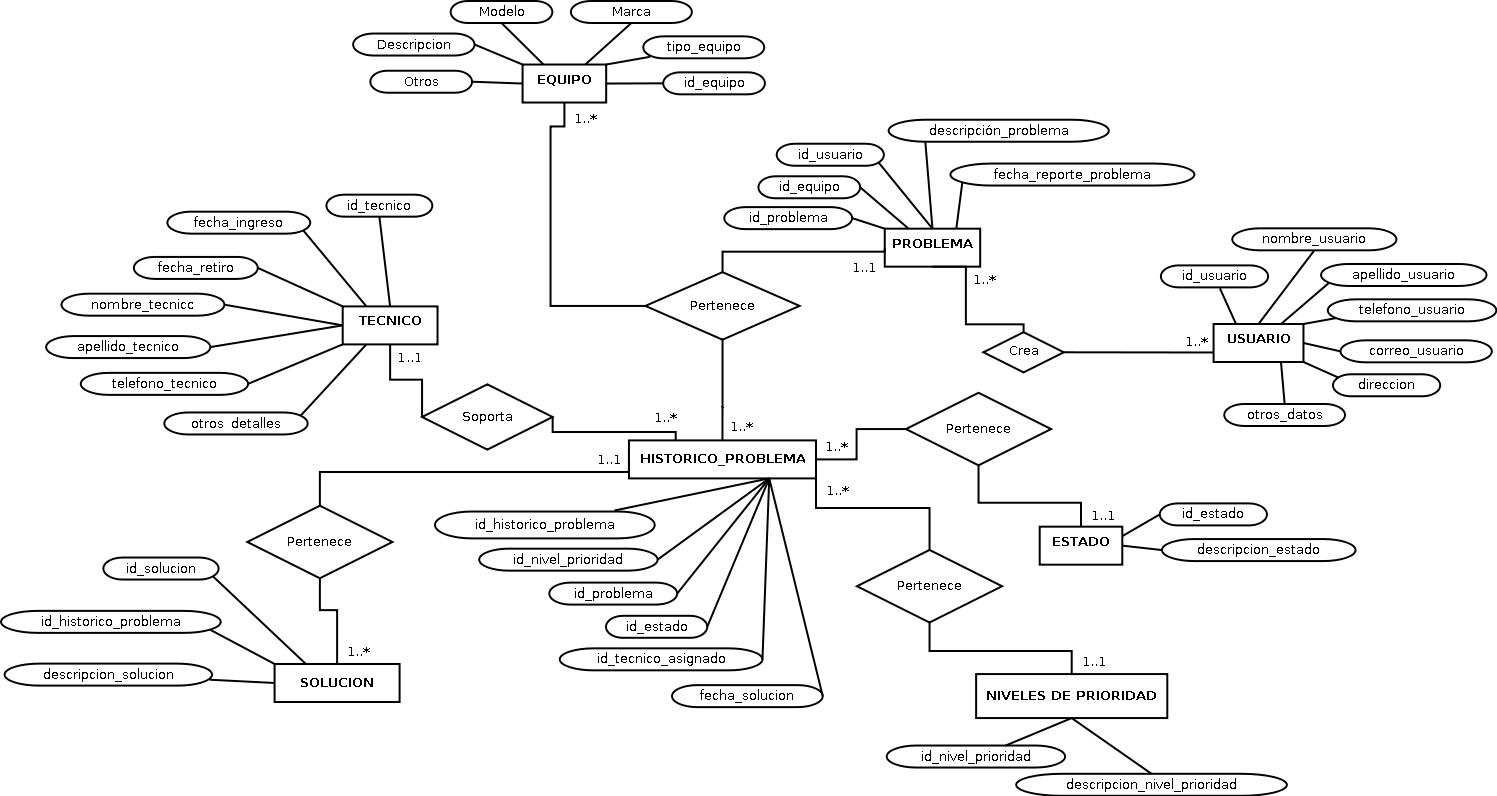 Modelo
Marca
Descripcion
tipo_equipo
EQUIPO
Otros
id_equipo
1..*
descripción_problema
id_usuario
fecha_reporte_problema
id_equipo
id_problema
PROBLEMA
1..1
1..*
id_tecnico
fecha_ingreso
fecha_retiro
nombre_tecnicc
TECNICO
apellido_tecnico
1..1
telefono_tecnico
otros detalles
Pertenece
nombre_usuario
id_usuario
apellido_usuario
telefono_usuario
USUARIO
1..*
Crea
correo_usuario
direccion
otros_datos
Soporta
1..*
1..*
Pertenece
1..*
HISTORICO_PROBLEMA
1..1
1..*
1..1
id_estado
ESTADO
descripcion_estado
id_historico_problema
id_nivel_prioridad
id_problema
id_estado
id_tecnico_asignado
fecha_solucion
Pertenece
id_solucion
id_historico_problema
1..*
descripcion_solucion
SOLUCION
Pertenece
1..1
NIVELES DE PRIORIDAD
id_nivel_prioridad
descripcion_nivel_prioridad